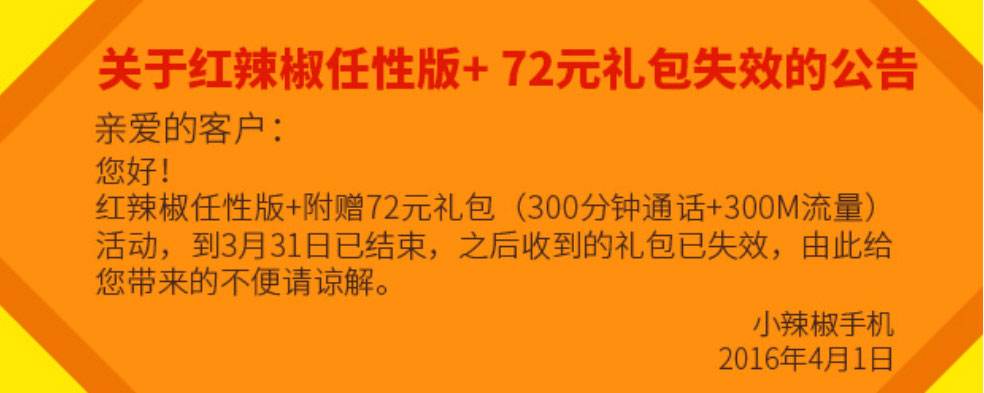 关于红辣椒任性版+ 72元礼包失效的公告
亲爱的客户：
您好！
红辣椒任性版+附赠72元礼包（300分钟通话+300M流量）
活动，到3月31日已结束，之后收到的礼包已失效，由此给
您带来的不便请谅解。
小辣椒手机
2016年4月1日